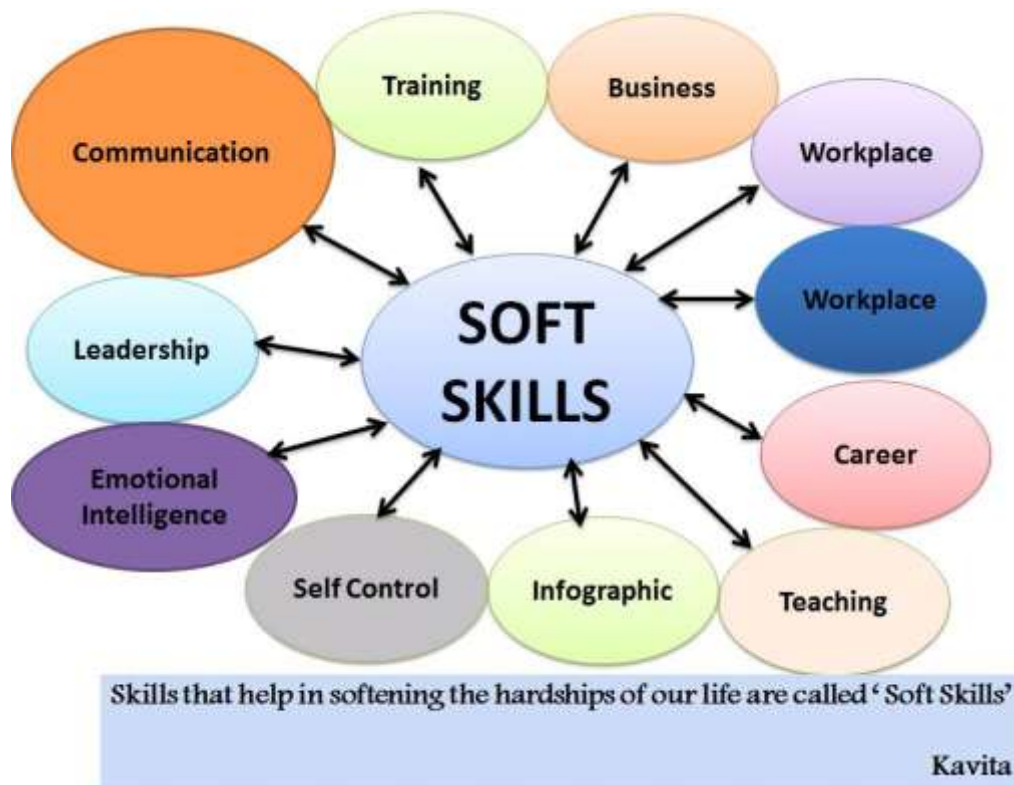 Training
Business
Communication
Workplace
SOFT
SKILLS
Workplace
Leadership
Career
Emotional
Intelligence
Self Control
Infographic
Teaching
Skills that help in softening the hardships of our life are called ‘ Soft Skills’
Kavita